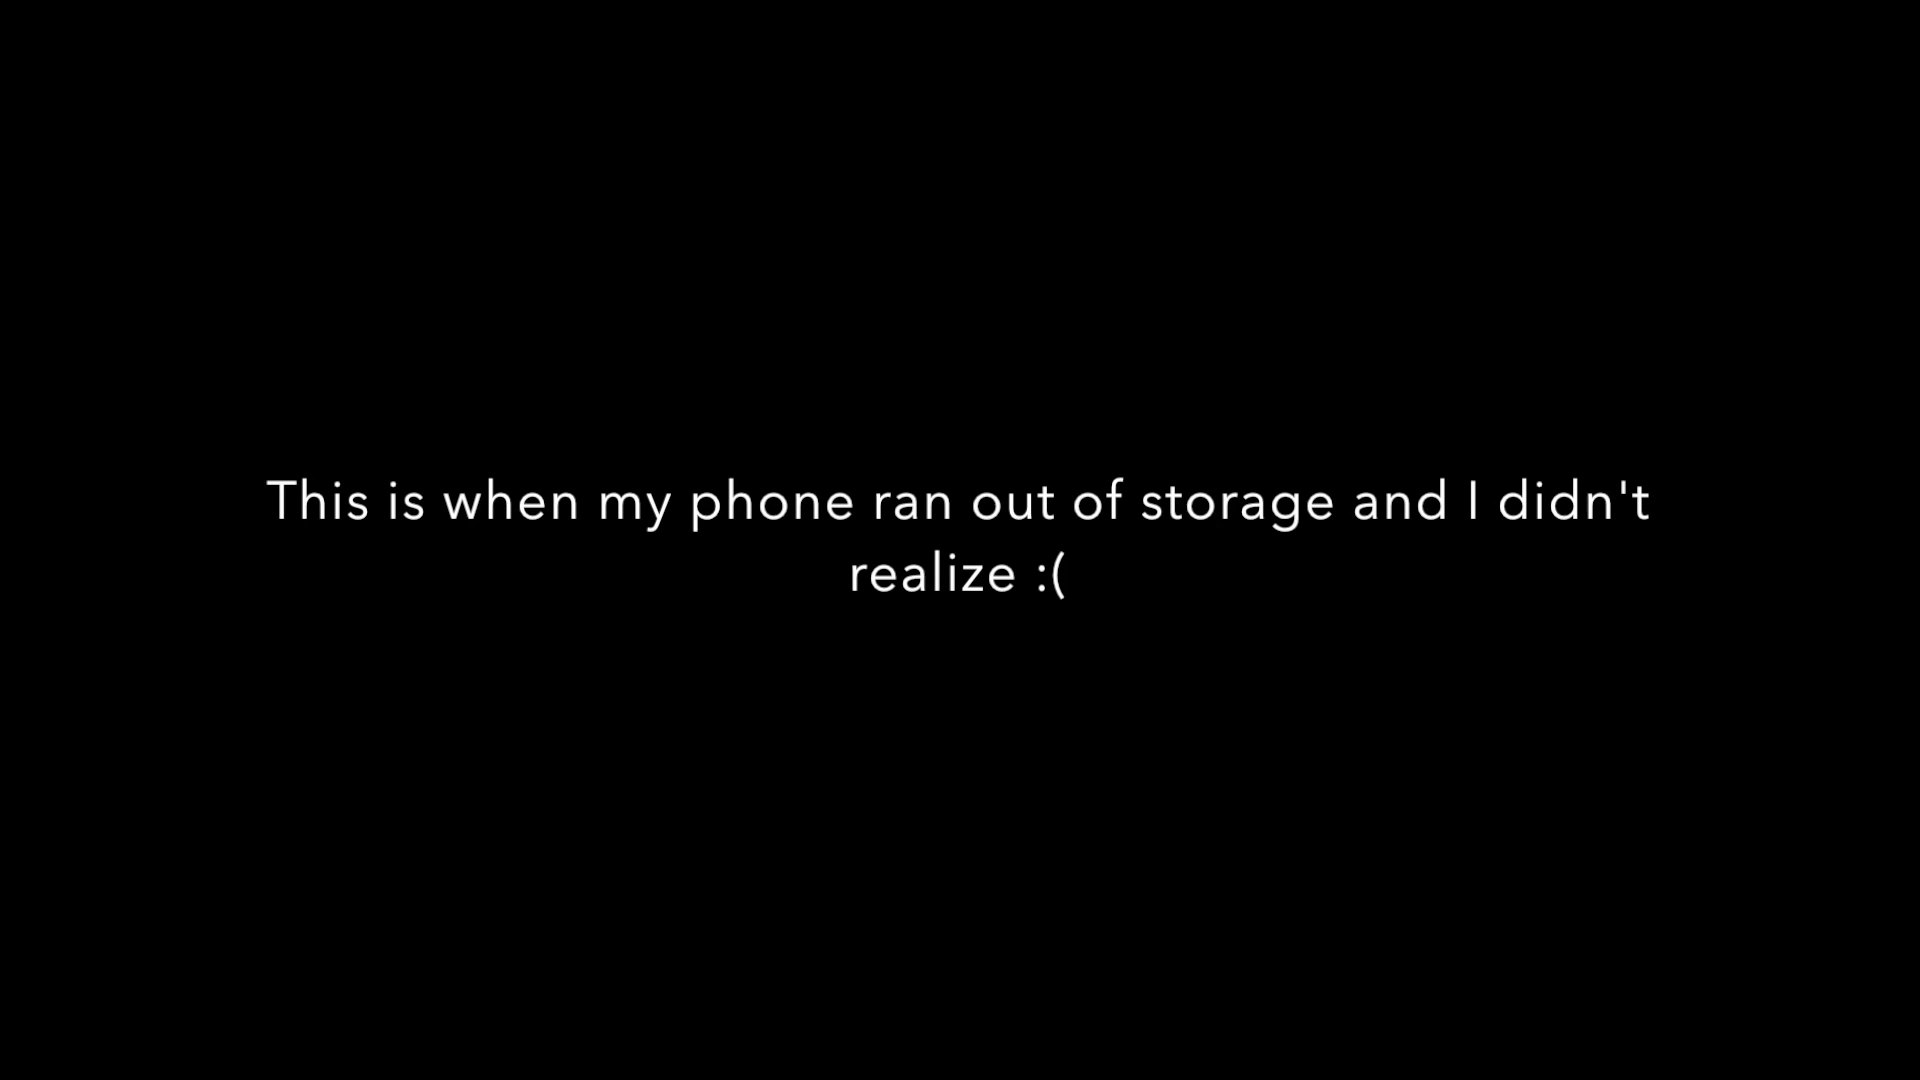 This is when my phone ran out of storage and I didn't
realize :(